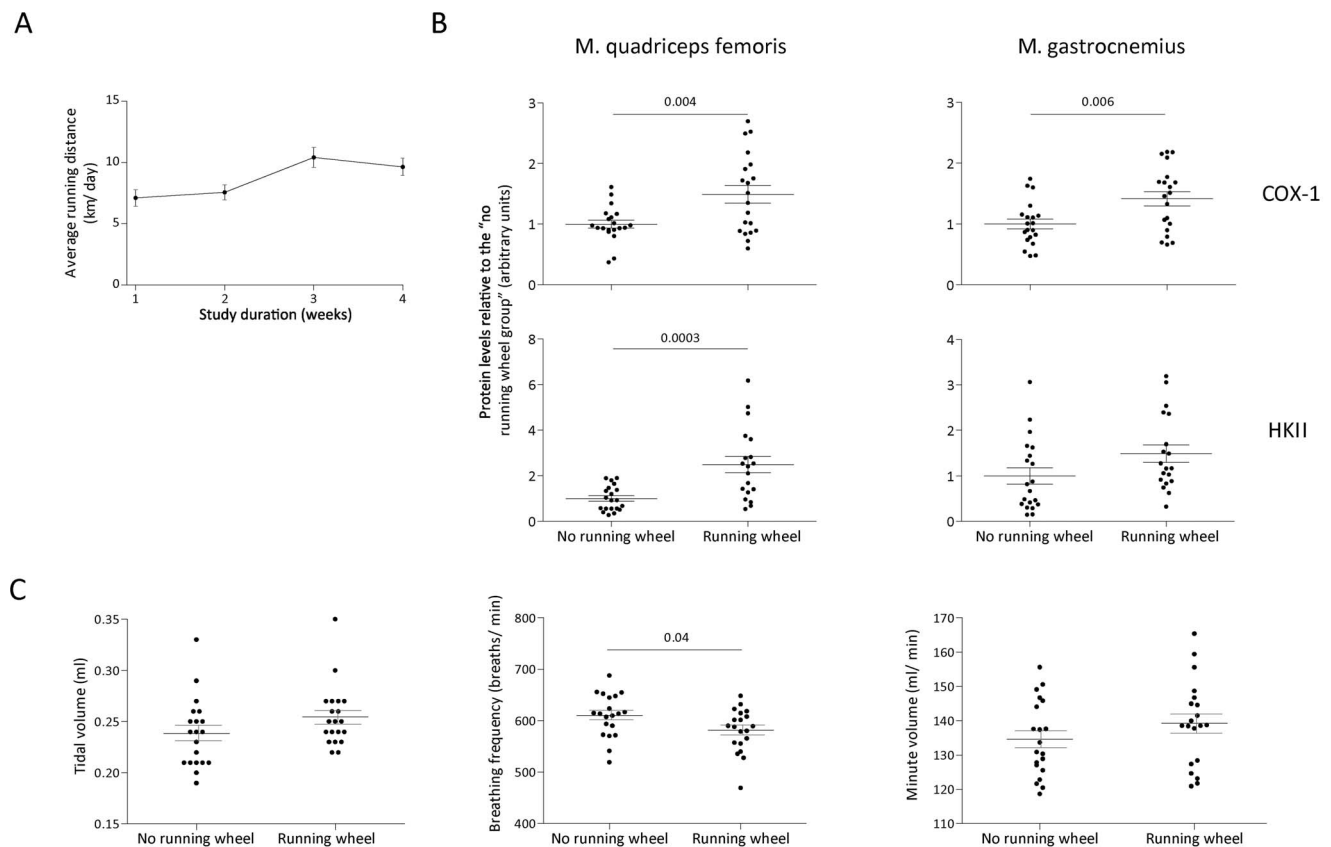 A
15
10
5
0
Average running distance
(km/ day)
1 2 3 4
Study duration (weeks)
B
M. quadriceps femoris
M. gastrocnemius
Protein levels relative to the "no
running wheel group" (arbitrary units)
3
2
1
0
0.004
3
2
1
0
0.006
COX-1
8
6
4
2
0
0.0003
No running wheel Running wheel
4
3
2
1
0
No running wheel Running wheel
HKII
C
Tidal volume (ml)
0.35
0.30
0.25
0.20
0.15
No running wheel Running wheel
Breathing frequency (breaths/ min)
800
700
600
500
400
0.04
No running wheel Running wheel
Minute volume (ml/ min)
170
160
150
140
130
120
110
No running wheel Running wheel